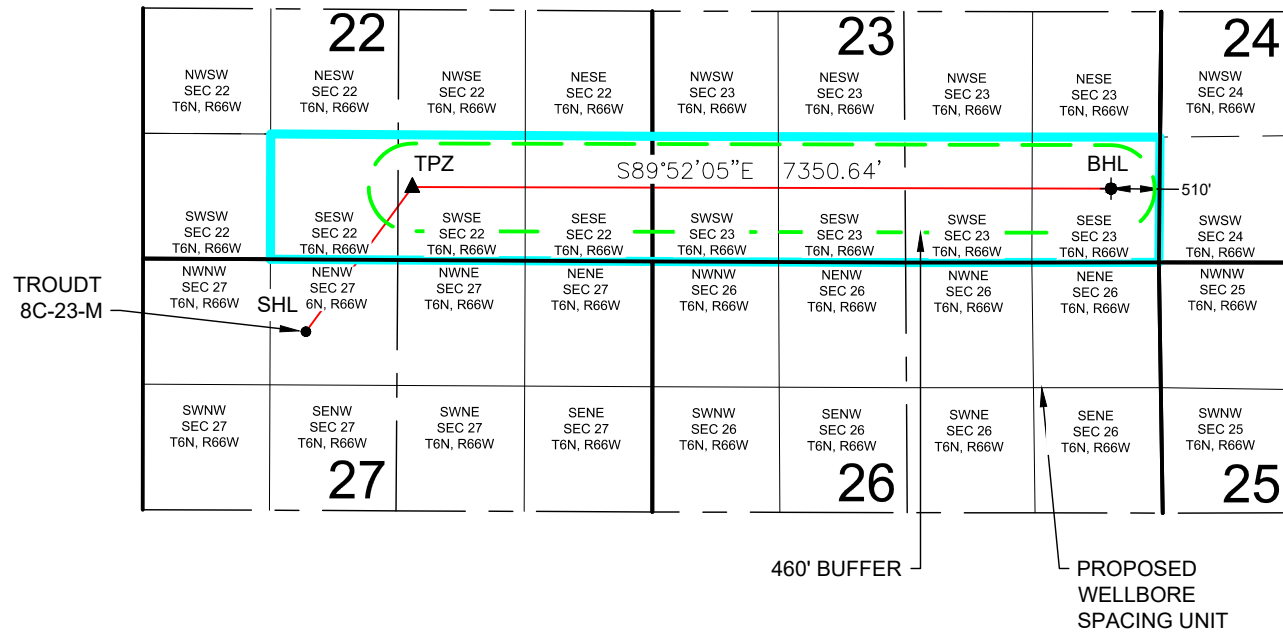 22
23
24
NWSW
SEC 22
T6N, R66W
NESW
SEC 22
T6N, R66W
NWSE
SEC 22
T6N, R66W
NESE
SEC 22
T6N, R66W
NWSW
SEC 23
T6N, R66W
NESW
SEC 23
T6N, R66W
NWSE
SEC 23
T6N, R66W
NESE
SEC 23
T6N, R66W
NWSW
SEC 24
T6N, R66W
TPZ
S89°52'05"E 7350.64'
BHL
510'
SWSW
SEC 22
T6N, R66W
SESW
SEC 22
T6N, R66W
SWSE
SEC 22
T6N, R66W
SESE
SEC 22
T6N, R66W
SWSW
SEC 23
T6N, R66W
SESW
SEC 23
T6N, R66W
SWSE
SEC 23
T6N, R66W
SESE
SEC 23
T6N, R66W
SWSW
SEC 24
T6N, R66W
NWNW
SEC 27
T6N, R66W
NENW
SEC 27
6N, R66W
NWNE
SEC 27
T6N, R66W
NENE
SEC 27
T6N, R66W
NWNW
SEC 26
T6N, R66W
NENW
SEC 26
T6N, R66W
NWNE
SEC 26
T6N, R66W
NENE
SEC 26
T6N, R66W
NWNW
SEC 25
T6N, R66W
TROUDT
8C-23-M
SHL
SWNW
SEC 27
T6N, R66W
SENW
SEC 27
T6N, R66W
SWNE
SEC 27
T6N, R66W
SENE
SEC 27
T6N, R66W
SWNW
SEC 26
T6N, R66W
SENW
SEC 26
T6N, R66W
SWNE
SEC 26
T6N, R66W
SENE
SEC 26
T6N, R66W
SWNW
SEC 25
T6N, R66W
27
26
25
460' BUFFER
PROPOSED
WELLBORE
SPACING UNIT